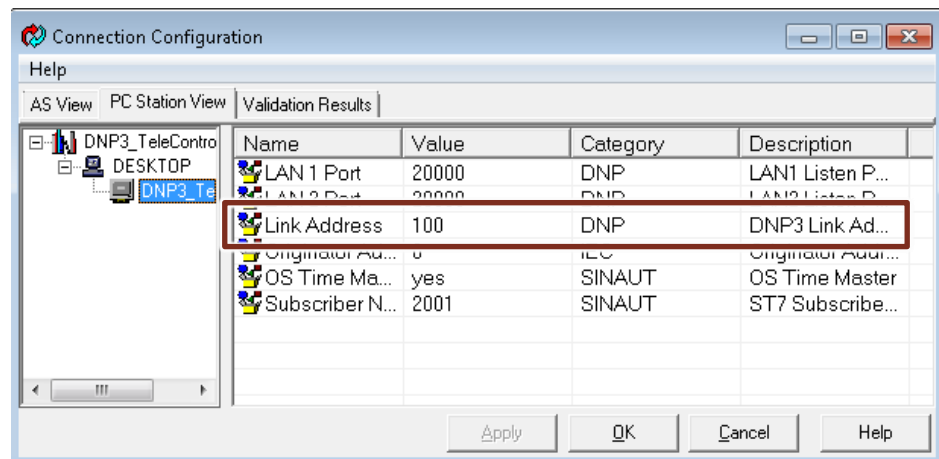 Connection Configuration
Help
AS View PC Station View Validation Results
DNP3_TeleContro
DESKTOP
DNP3_Te
Name Value Category Description
LAN 1 Port 20000 DNP LAN1 Listen P...
Link Address 100 DNP DNP3 Link Ad...
OS Time Ma... yes SINAUT OS Time Master
Subscriber N... 2001 SINAUT ST7 Subscribe...
Apply OK Cancel Help